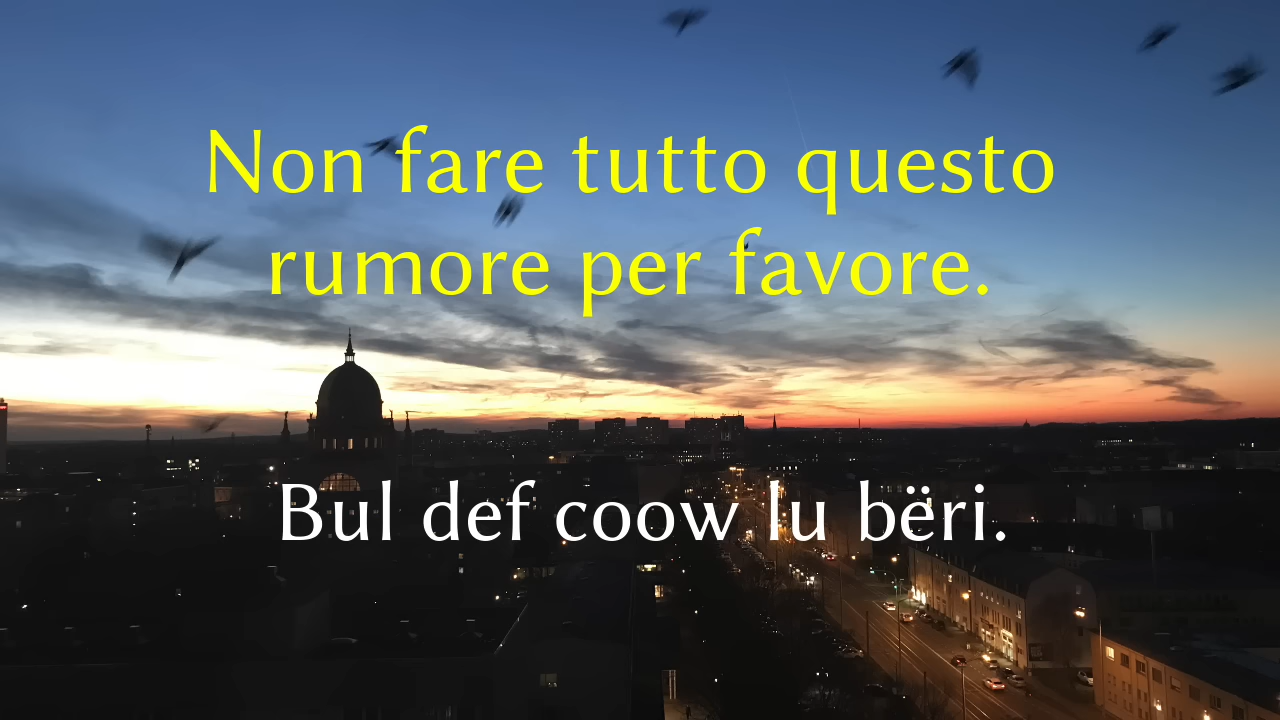 Non fare tutto questo
rumore per favore.
Bul def coow lu bëri.